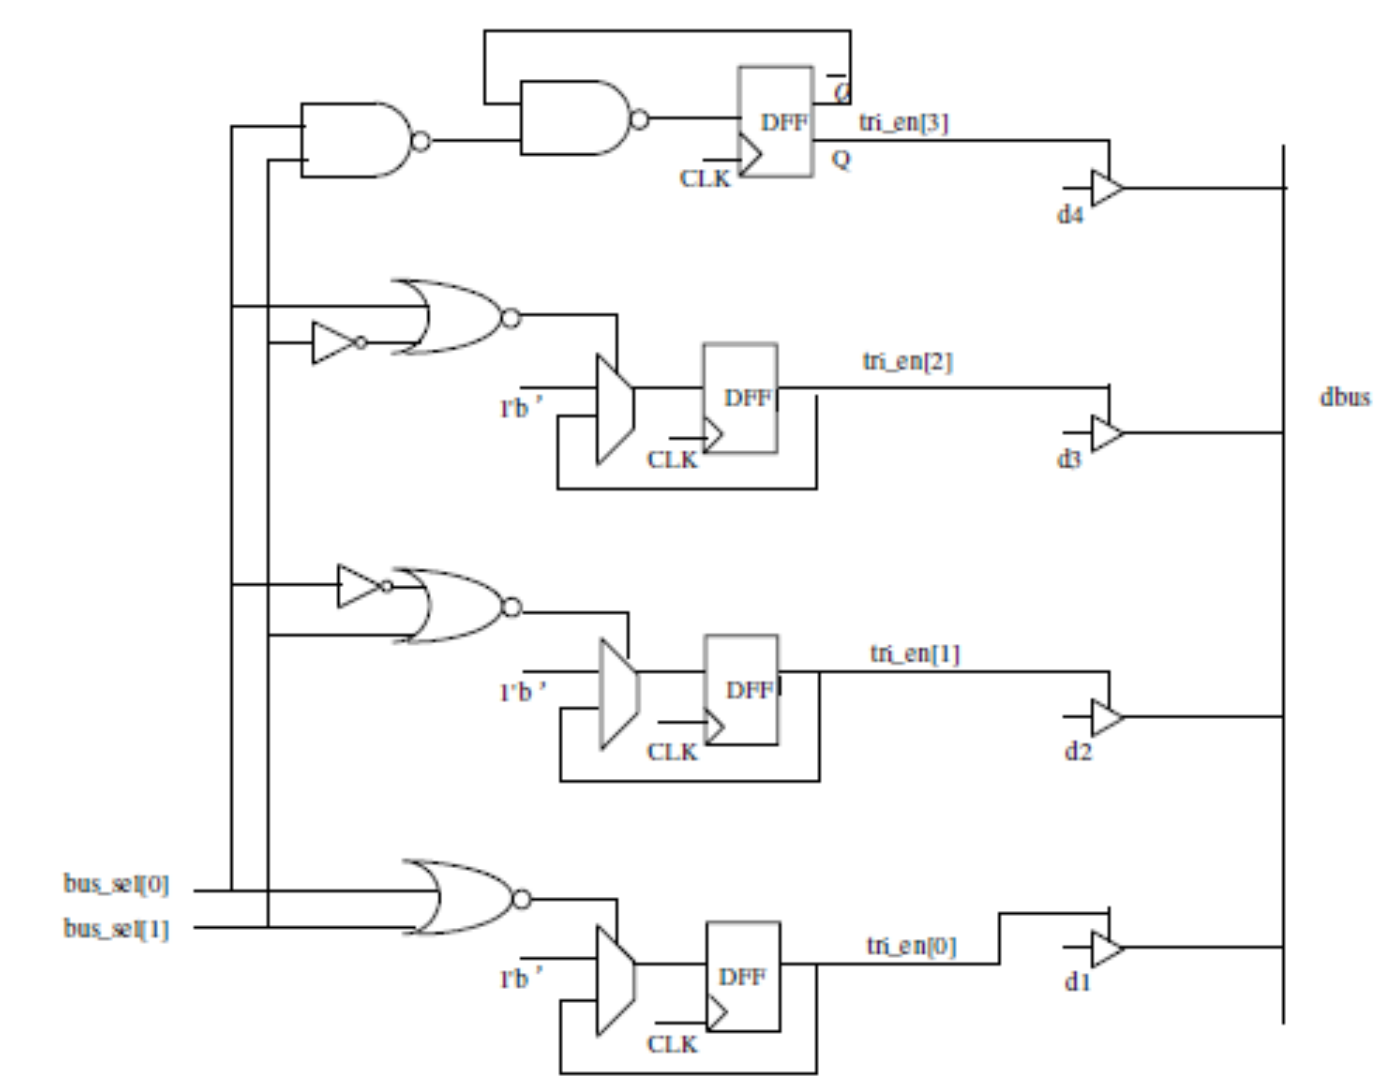 Q
DFF
tri_en[3]
CLK
Q
d4
tri_en[2]
1'b ’
DFF
dbus
CLK
d3
tri_en[1]
1'b ’
DFF
CLK
d2
bus_sel[0]
bus_sel[1]
tri_en[0]
1'b ’
DFF
d1
CLK